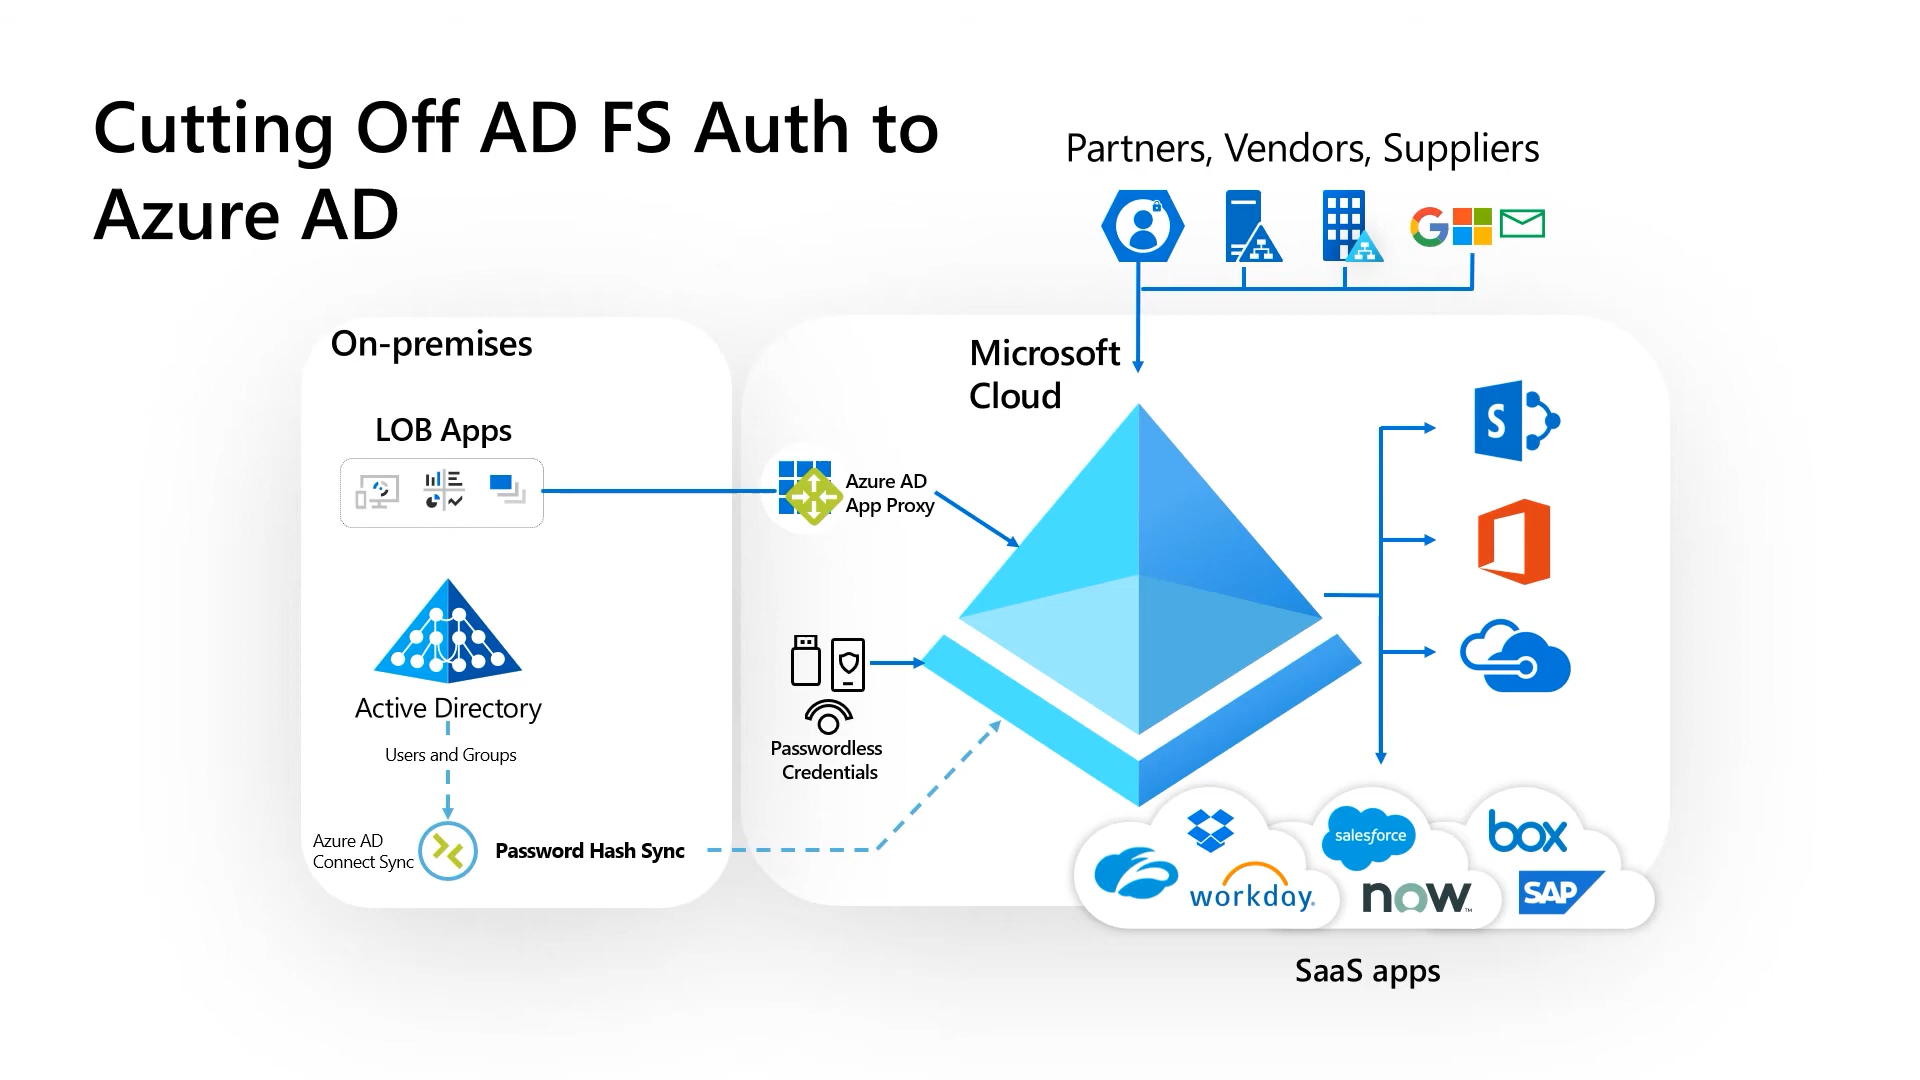 Cutting Off AD FS Auth to
Azure AD
Partners, Vendors, Suppliers
On-premises
Microsoft
Cloud
LOB Apps
Azure AD
App Proxy
S
Active Directory
Users and Groups
Passwordless
Credentials
Azure AD
Connect Sync
Password Hash Sync
salesforce
box
workday.
now™
SAP
SaaS apps